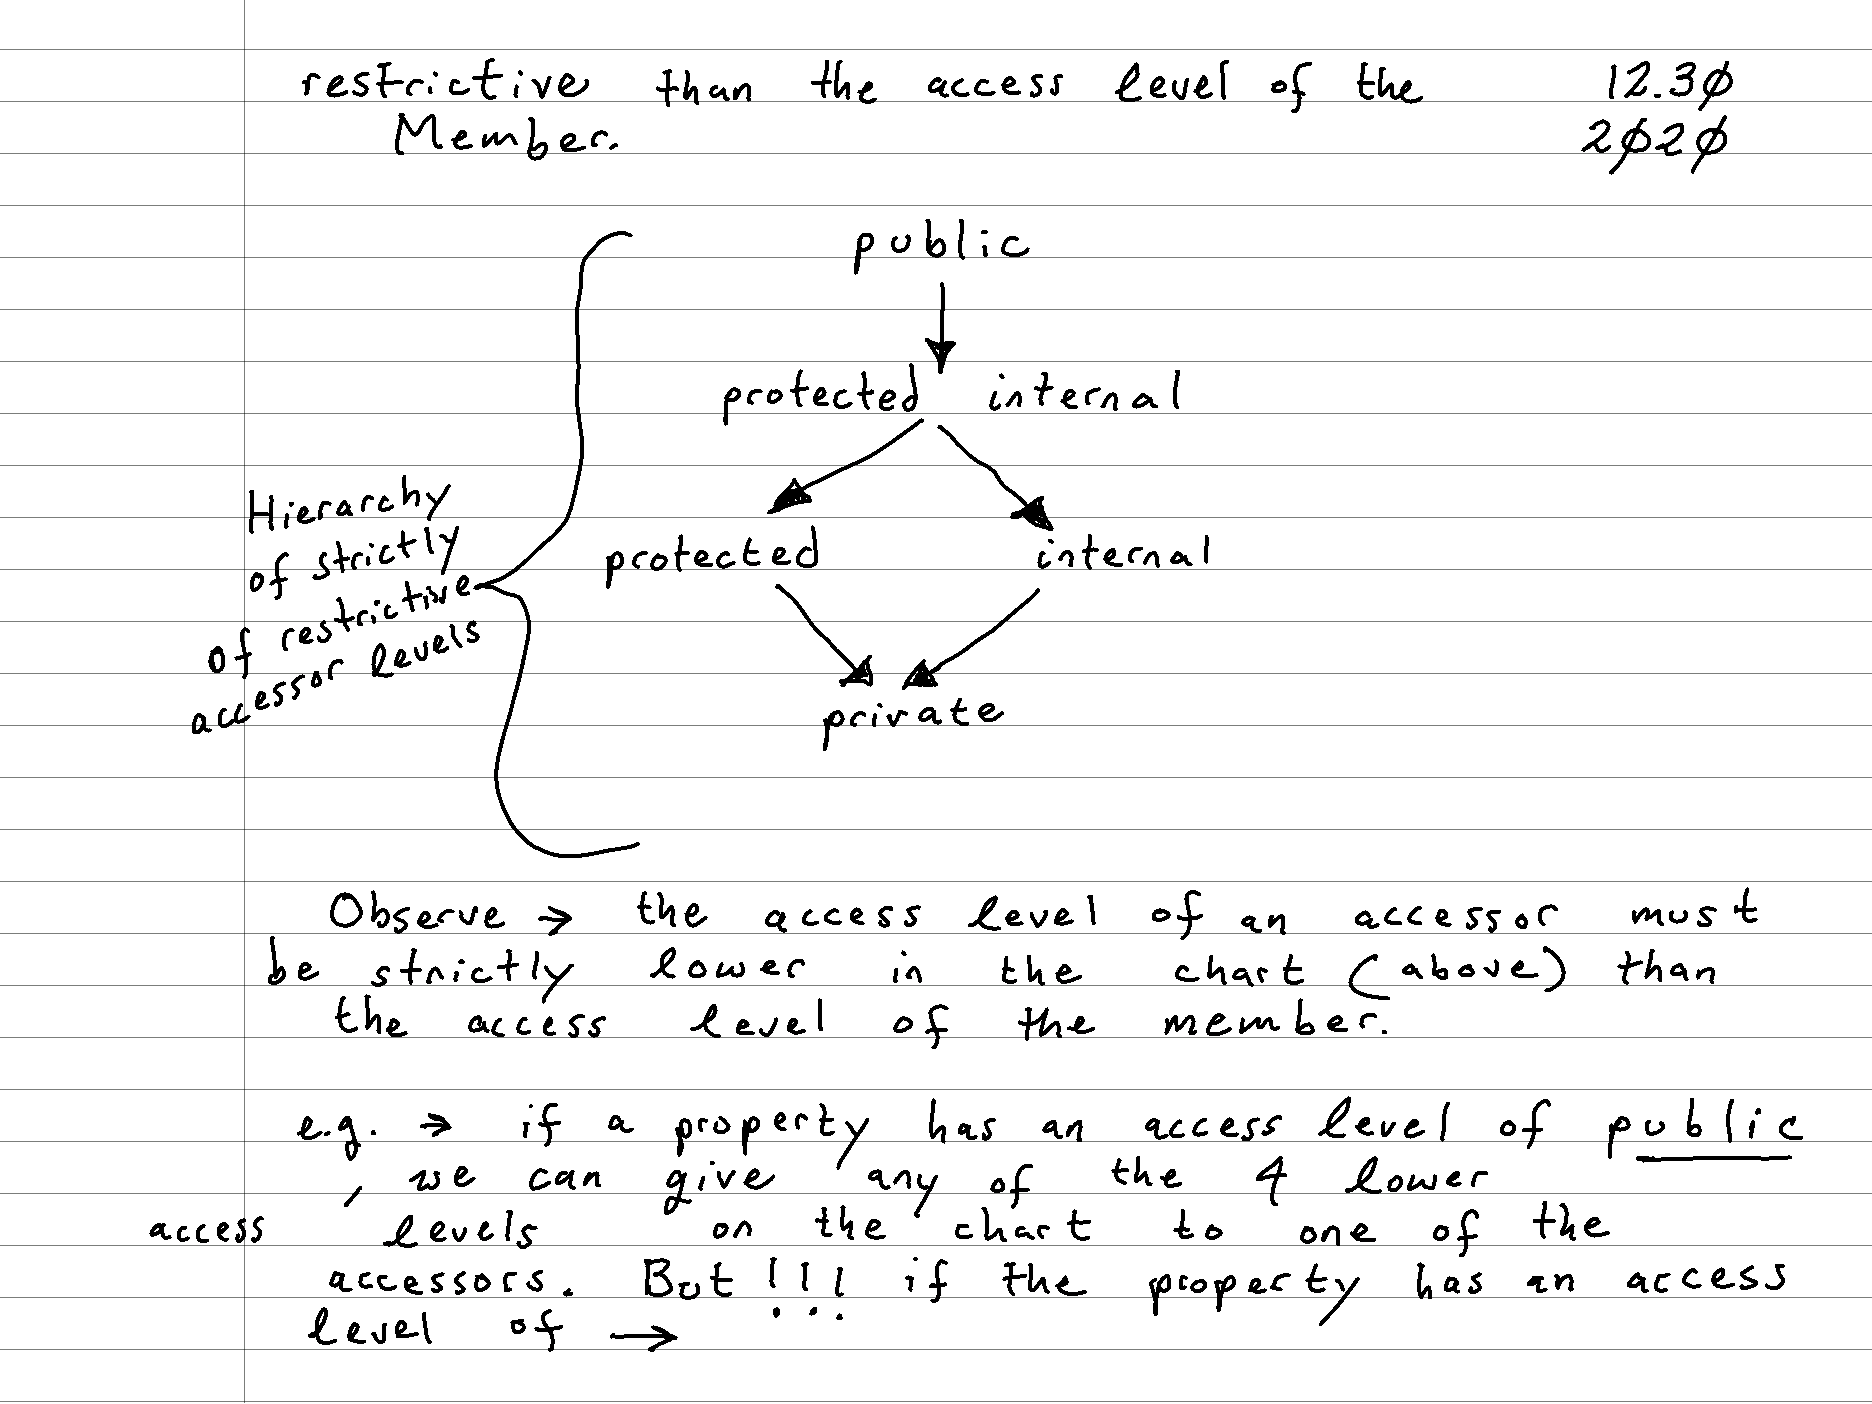 restrictive than the access level of the 12.30
Member. 2020
public
protected internal
protected internal
private
Hierarchy
of strictly
of restrictive
accessor levels
Observe → the access level of an accessor must
be strictly lower in the chart (above) than
the access level of the member.
e.g. → if a property has an access level of public
, we can give any of the 4 lower
access levels on the chart to one of the
accessors. But!!! if the property has an access
level of →